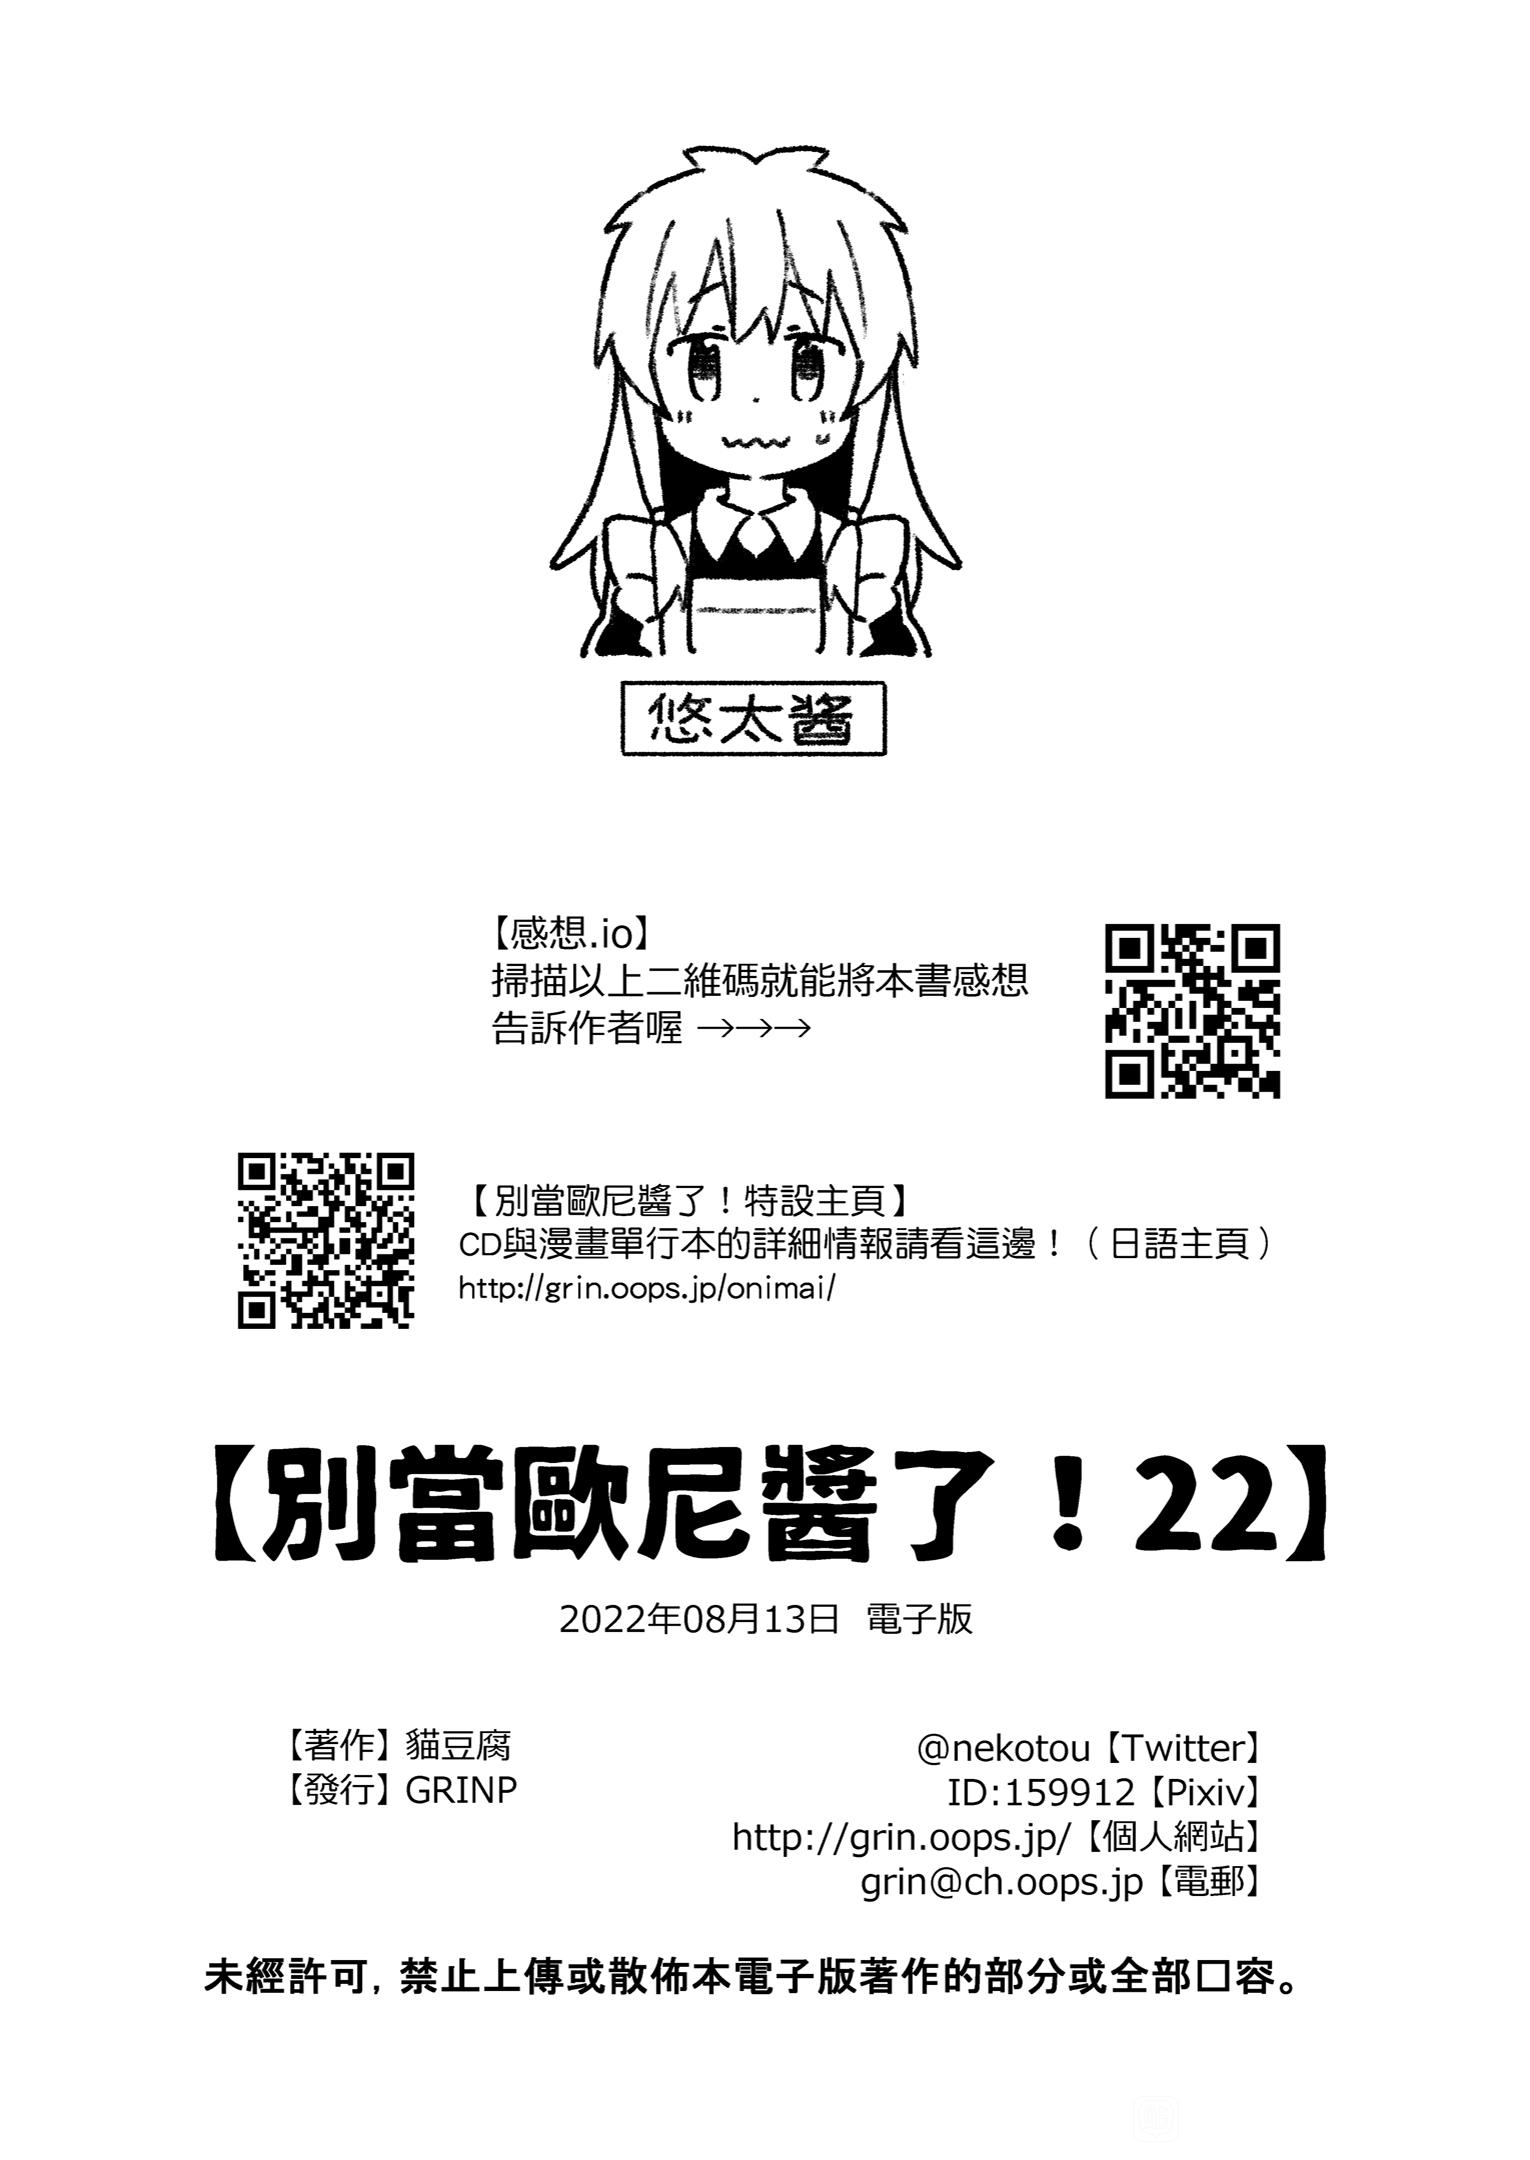 悠太醬
【感想.io】
掃描以上二維碼就能將本書感想
告訴作者喔 →→→
【別當歐尼醬了！特設主頁】
CD與漫畫單行本的詳細情報請看這邊！（日語主頁）
http://grin.oops.jp/onimai/
【別當歐尼醬了！22】
2022年08月13日 電子版
【著作】貓豆腐
【發行】GRINP
@nekotou【Twitter】
ID:159912【Pixiv】
http://grin.oops.jp/【個人網站】
grin@ch.oops.jp【電郵】
未經許可，禁止上傳或散佈本電子版著作的部分或全部口容。